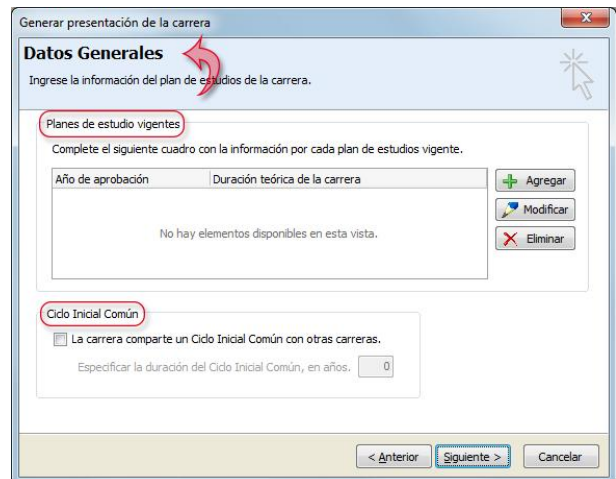 Generar presentación de la carrera
Datos Generales
Ingrese la información del plan de estudios de la carrera.
Planes de estudio vigentes
Complete el siguiente cuadro con la información por cada plan de estudios vigente.
Año de aprobación Duración teórica de la carrera
Agregar
Modificar
No hay elementos disponibles en esta vista.
Eliminar
Ciclo Inicial Común
La carrera comparte un Ciclo Inicial Común con otras carreras.
Especificar la duración del Ciclo Inicial Común, en años. 0
< Anterior Siguiente > Cancelar